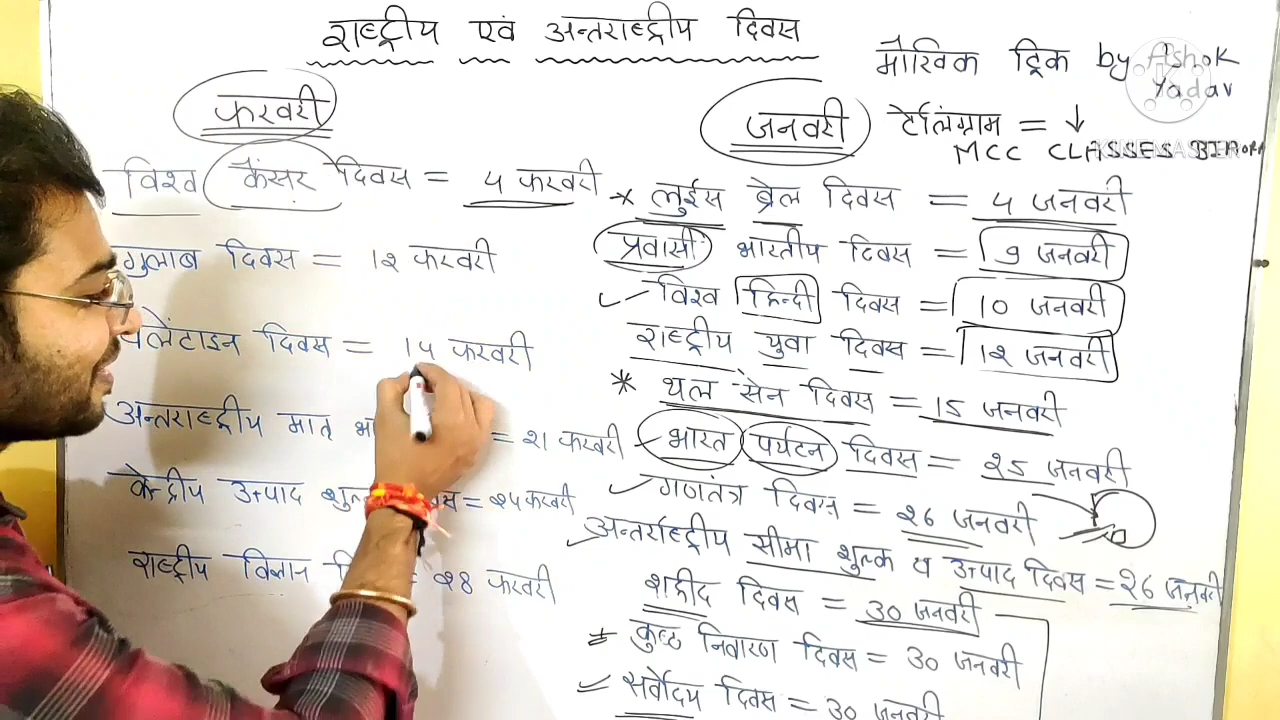 राष्ट्रीय एवं अन्तराष्ट्रीय दिवस
मौखिक ट्रिक by Ashok Yadav
टेलिग्राम = ↓
MCC CLASSES
फरवरी
विश्व कैंसर दिवस = 4 फरवरी
गुलाब दिवस = 12 फरवरी
वेलेंटाइन दिवस = 14 फरवरी
अन्तराष्ट्रीय मातृ = 21 फरवरी
केन्द्रीय उत्पाद शुल्क = 24 फरवरी
राष्ट्रीय विज्ञान = 28 फरवरी
जनवरी
* लुईस ब्रेल दिवस = 4 जनवरी
प्रवासी भारतीय दिवस = 9 जनवरी
विश्व हिन्दी दिवस = 10 जनवरी
राष्ट्रीय युवा दिवस = 12 जनवरी
* थल सेन दिवस = 15 जनवरी
भारत पर्यटन दिवस = 25 जनवरी
गणतंत्र दिवस = 26 जनवरी
अन्तर्राष्ट्रीय सीमा शुल्क व उत्पाद दिवस = 26 जनवरी
शहीद दिवस = 30 जनवरी
कुष्ठ निवारण दिवस = 30 जनवरी
सर्वोदय दिवस = 30 जनवरी